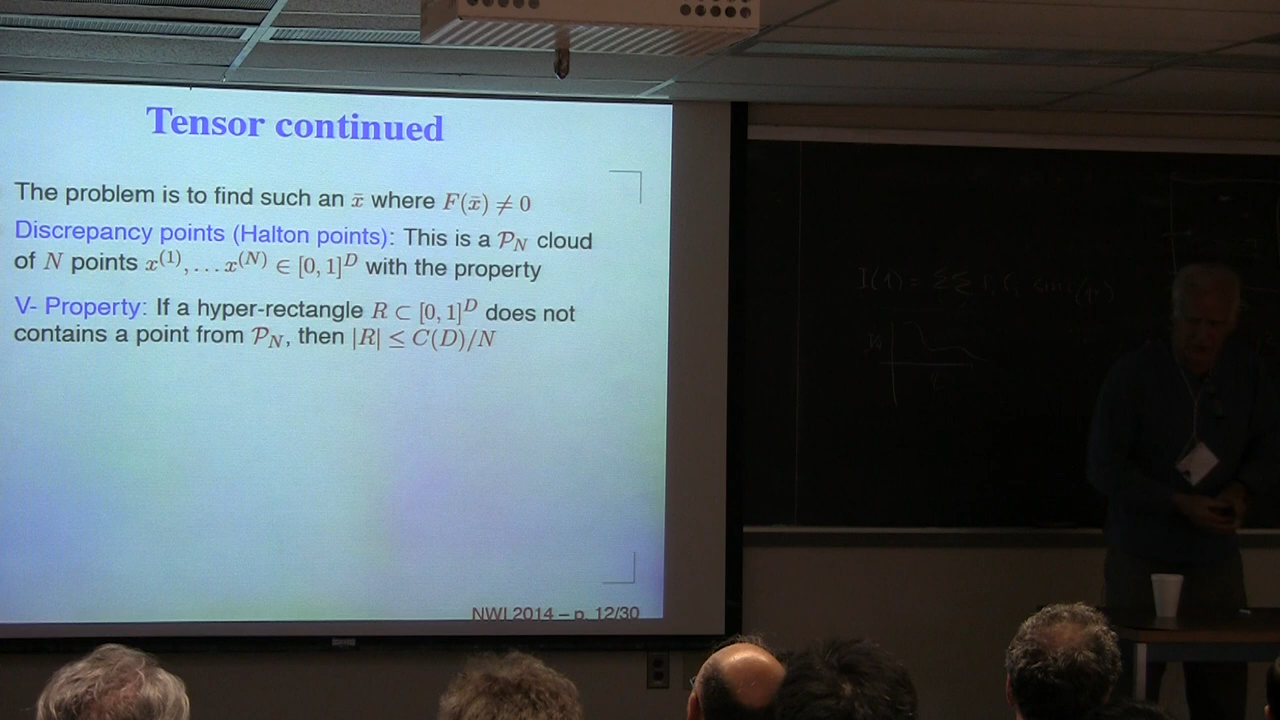 Tensor continued
The problem is to find such an x̄ where F(x̄) ≠ 0
Discrepancy points (Halton points): This is a 𝒫_N cloud
of N points x^(1), . . . x^(N) ∈ [0, 1]^D with the property
V- Property: If a hyper-rectangle R ⊂ [0, 1]^D does not
contains a point from 𝒫_N, then |R| ≤ C(D)/N
NWI 2014 – p. 12/30